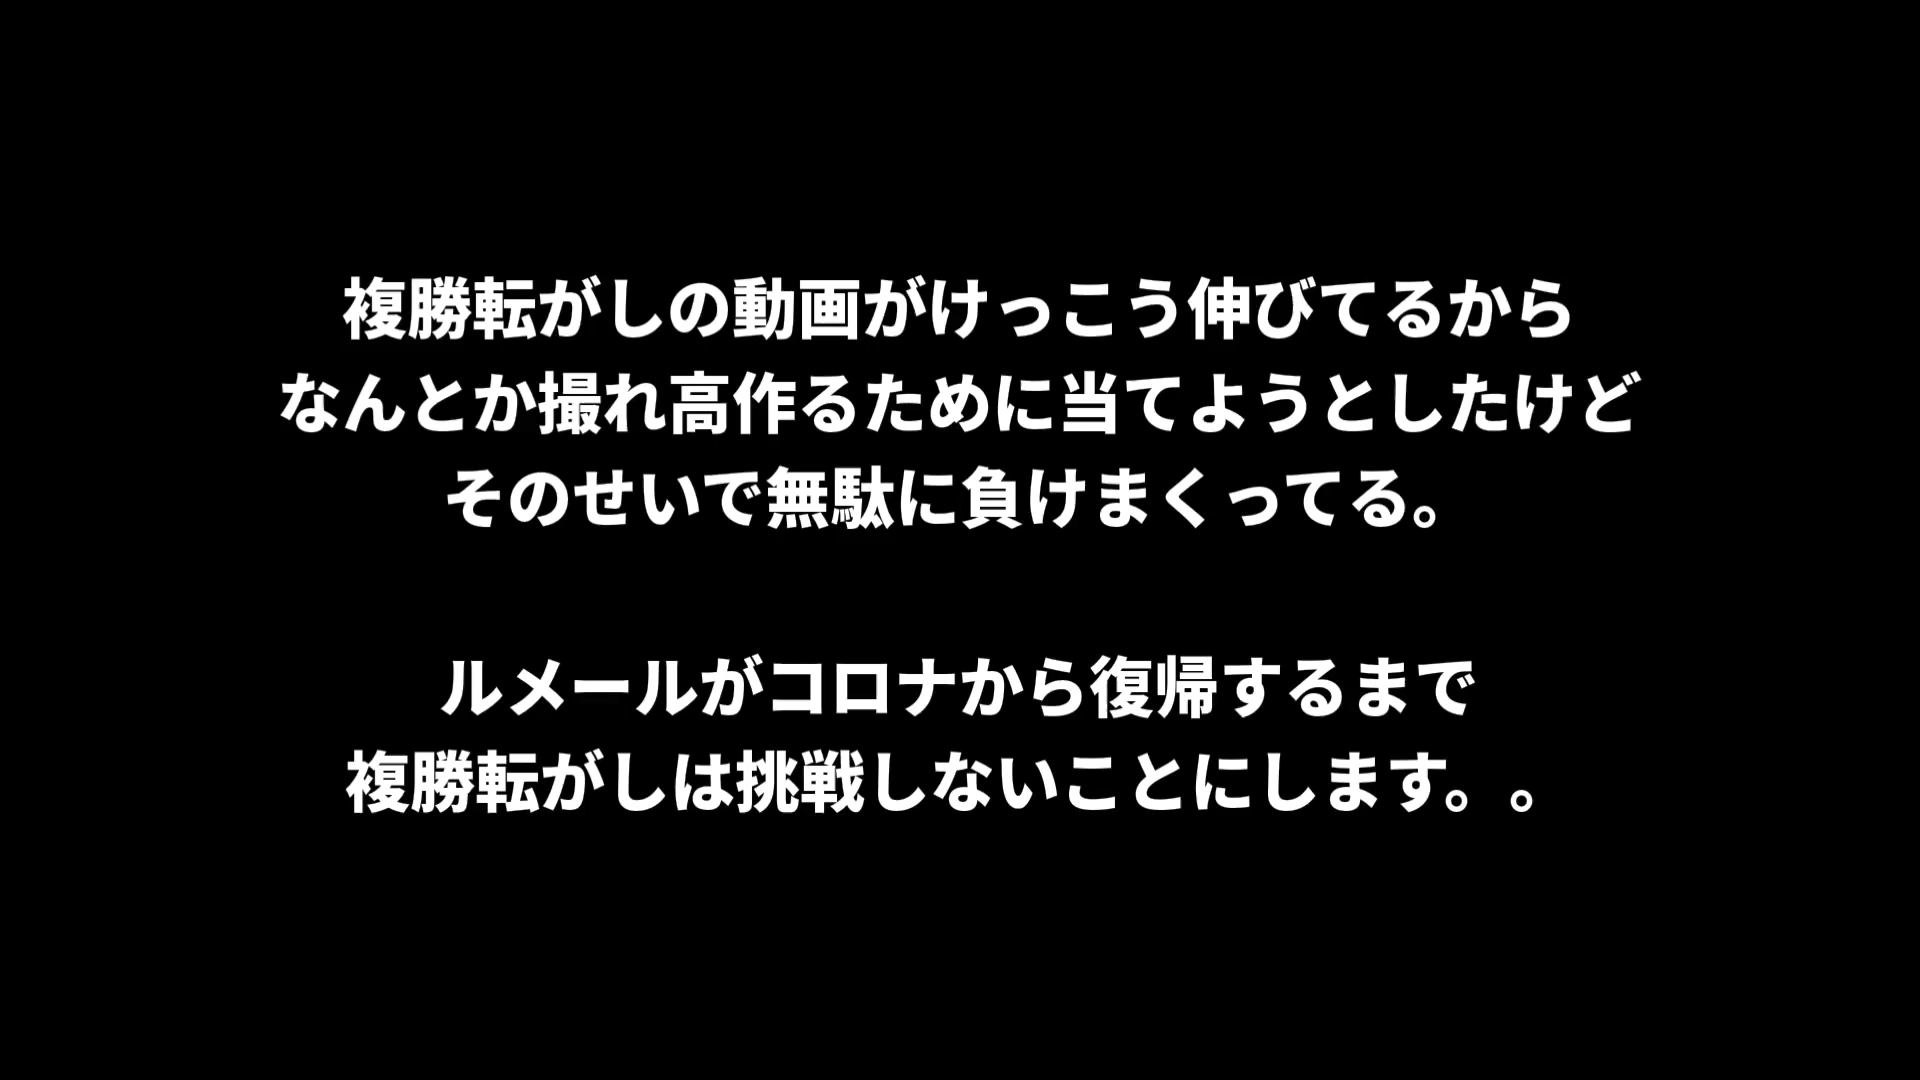 複勝転がしの動画がけっこう伸びてるから
なんとか撮れ高作るために当てようとしたけど
そのせいで無駄に負けまくってる。
ルメールがコロナから復帰するまで
複勝転がしは挑戦しないことにします。。